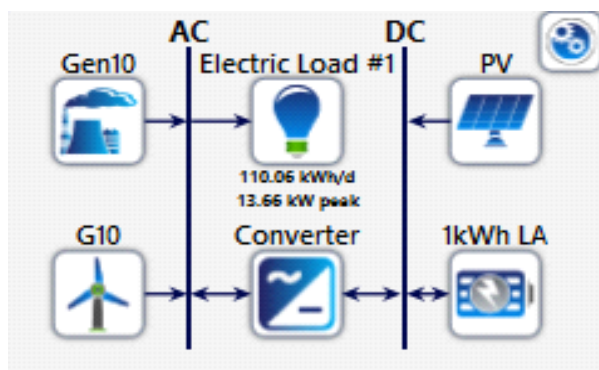 AC DC
Gen10 Electric Load #1 PV
110.06 kWh/d
13.66 kW peak
G10 Converter 1kWh LA